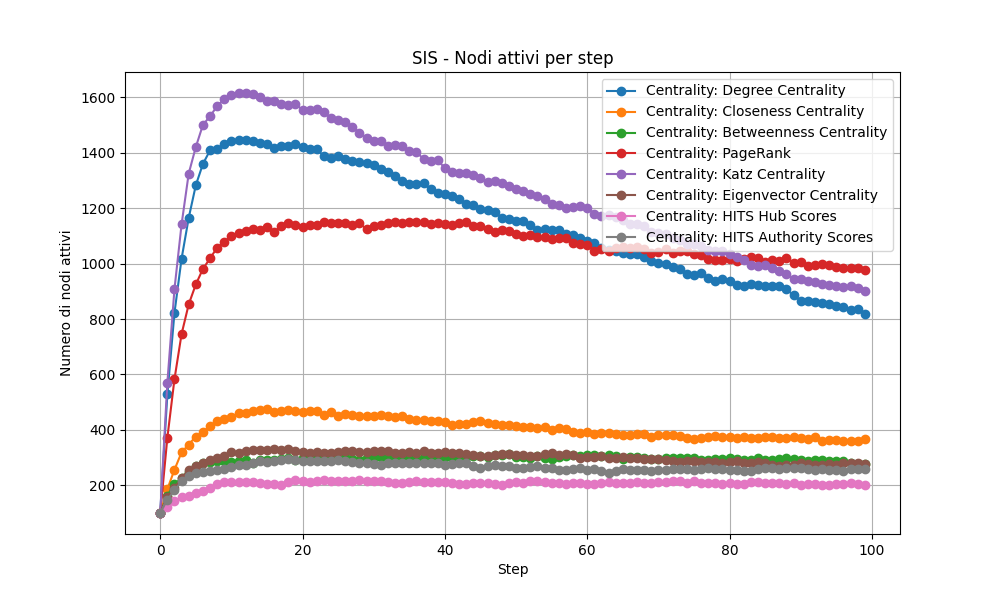 SIS - Nodi attivi per step
Numero di nodi attivi
1600
1400
1200
1000
800
600
400
200
0
20
40
60
80
100
Step
Centrality: Degree Centrality
Centrality: Closeness Centrality
Centrality: Betweenness Centrality
Centrality: PageRank
Centrality: Katz Centrality
Centrality: Eigenvector Centrality
Centrality: HITS Hub Scores
Centrality: HITS Authority Scores